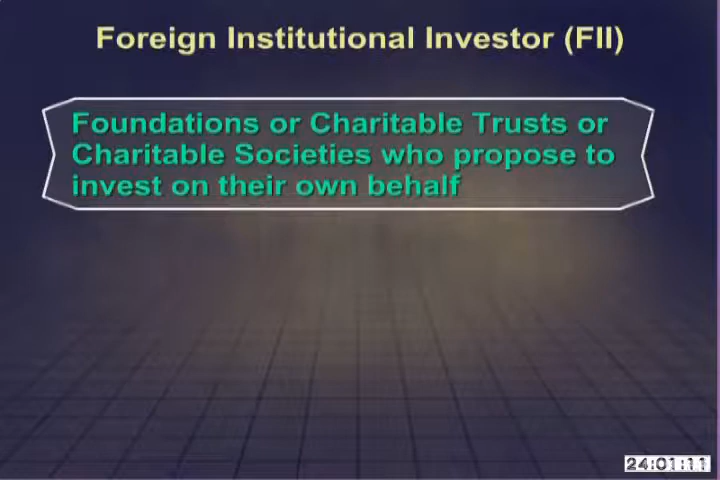 Foreign Institutional Investor (FII)
Foundations or Charitable Trusts or
Charitable Societies who propose to
invest on their own behalf
24:01:11